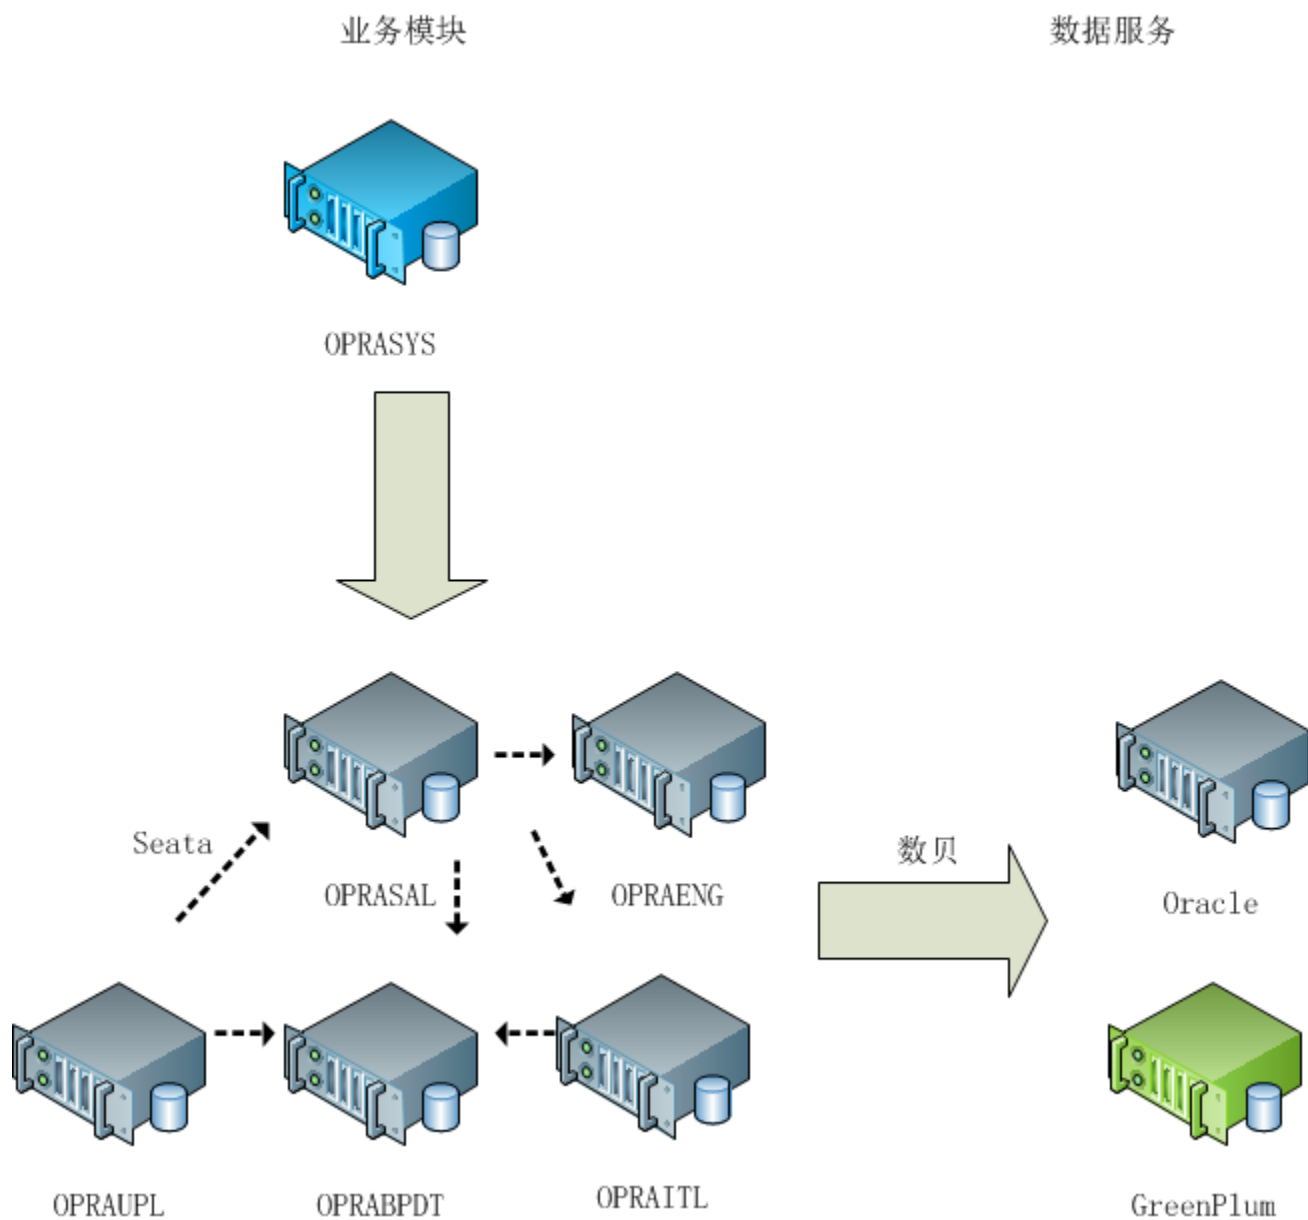 业务模块
数据服务
OPRASYS
Seata
OPRASAL
OPRAENG
数贝
Oracle
OPRAUPL
OPRABPDT
OPRAITL
GreenPlum